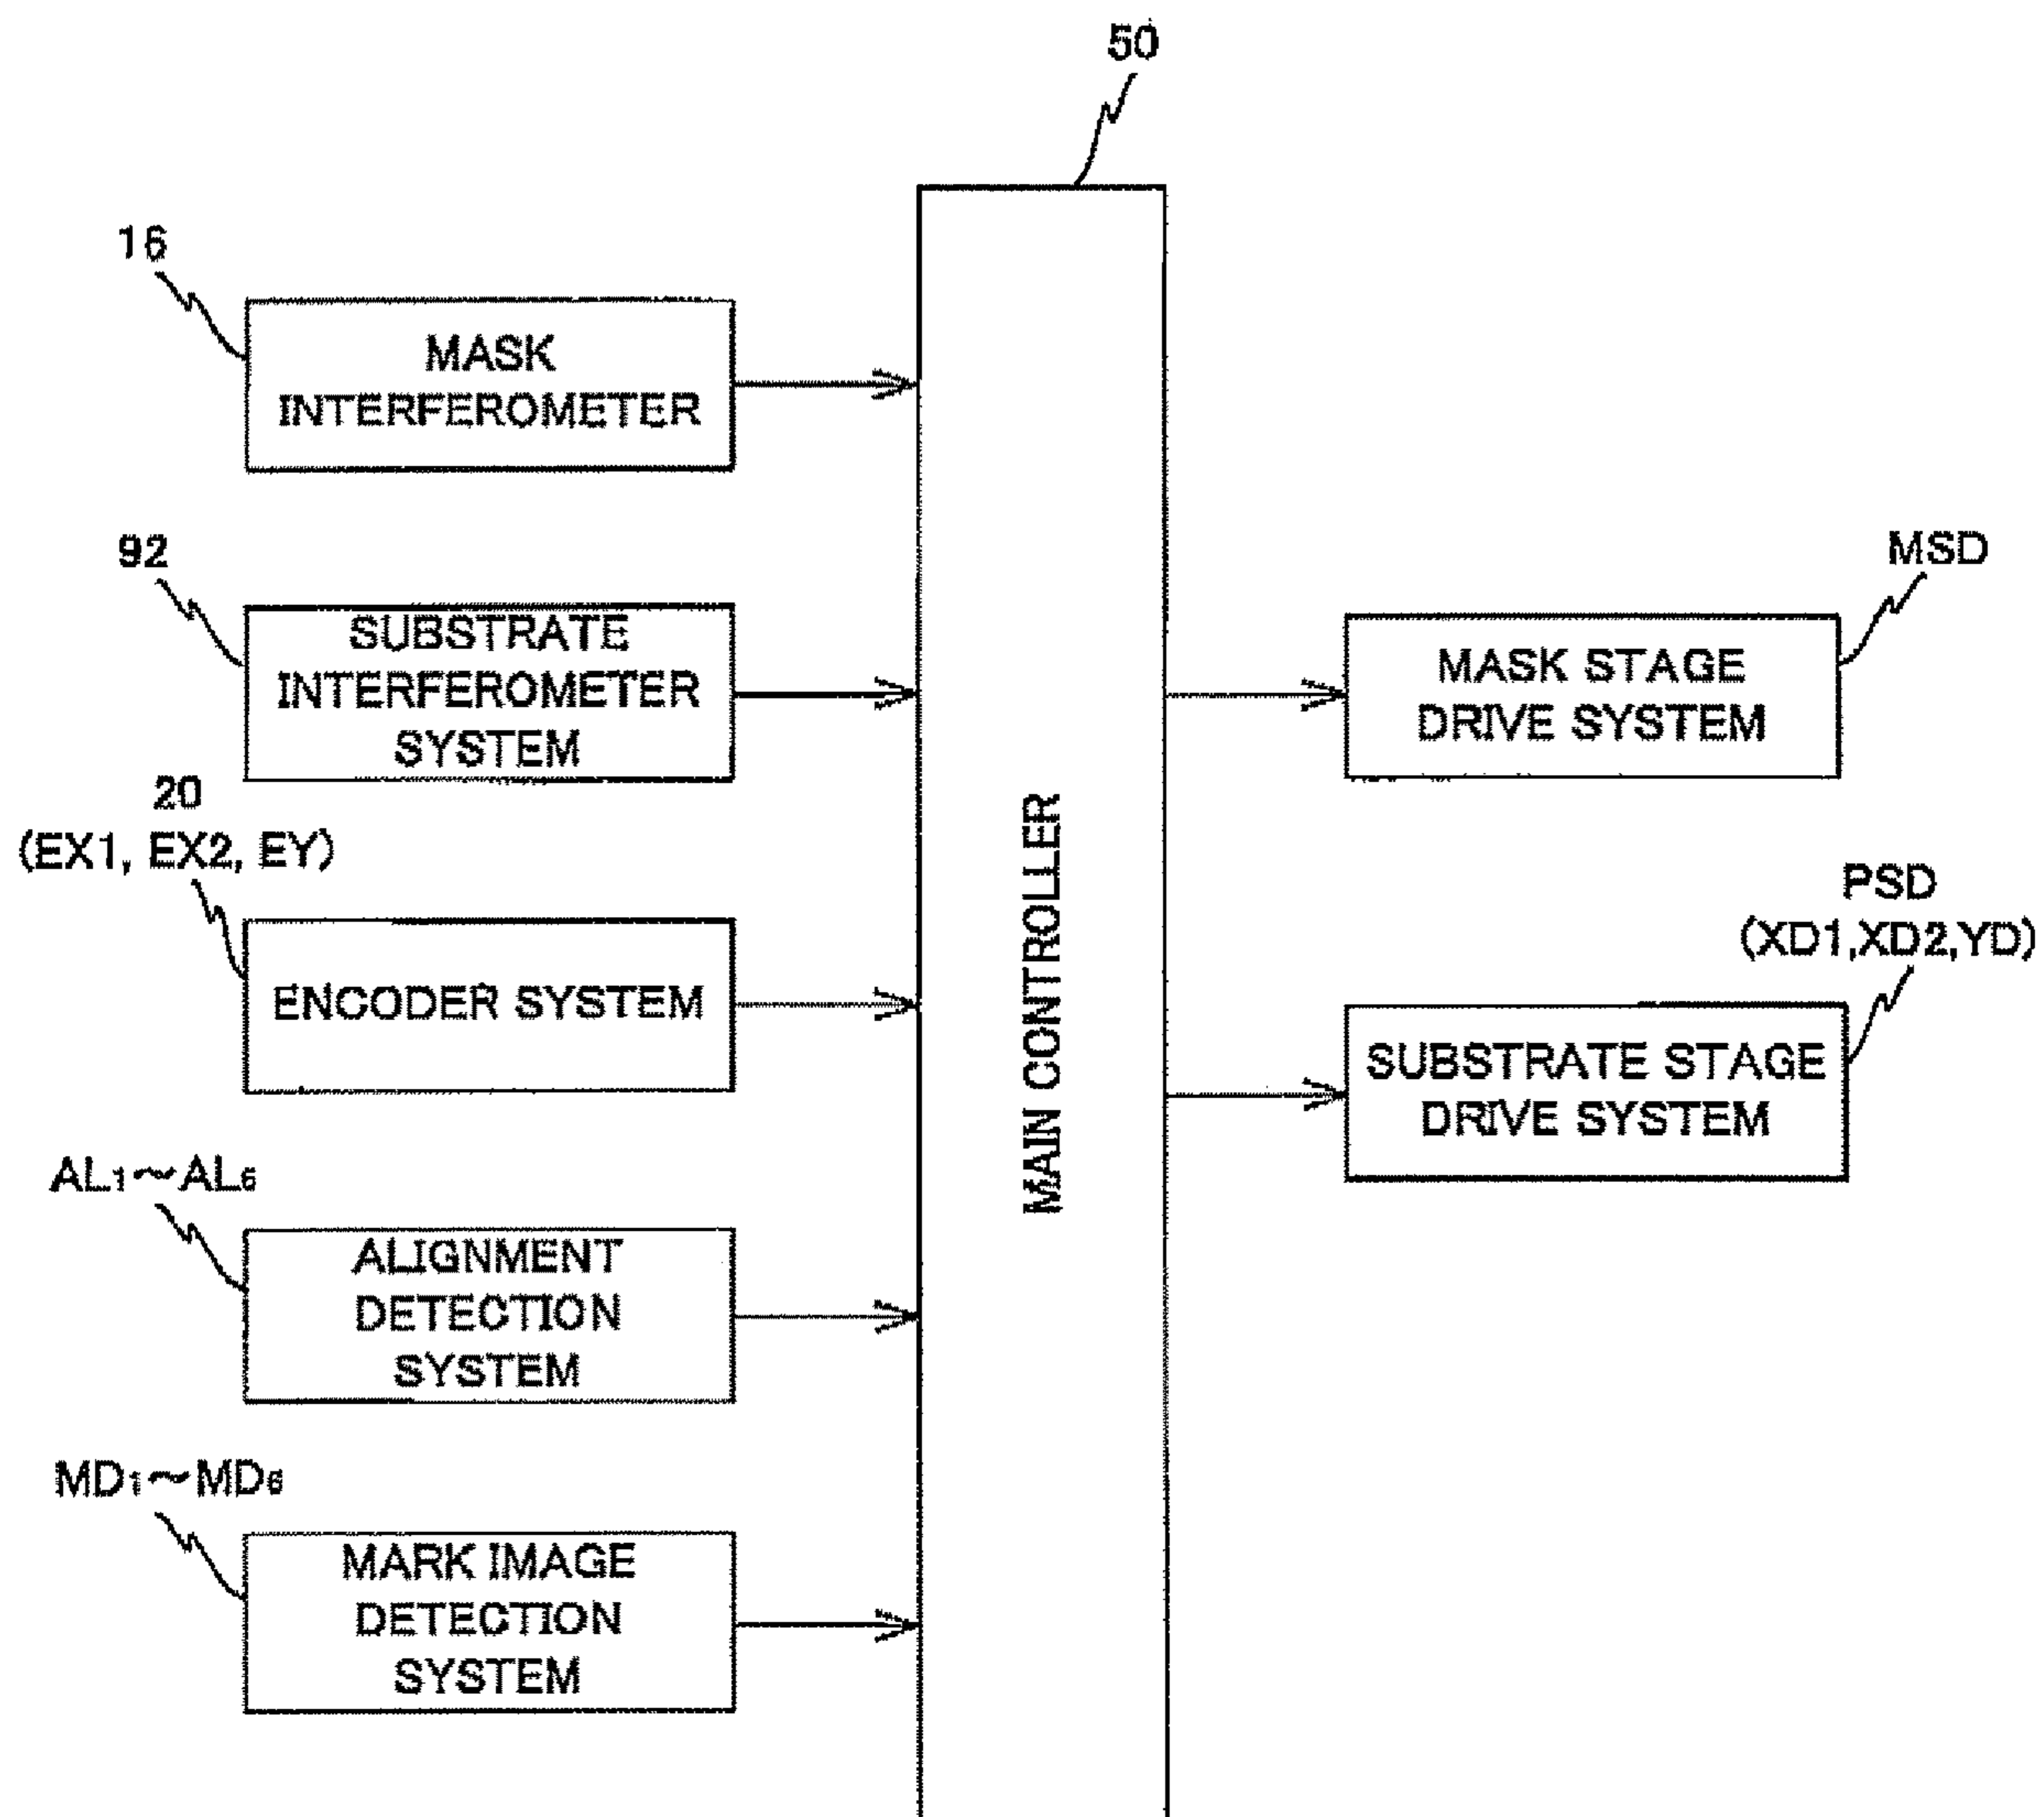 50
16
MASK
INTERFEROMETER
92
SUBSTRATE
INTERFEROMETER
SYSTEM
20
(EX1, EX2, EY)
ENCODER SYSTEM
AL1~AL6
ALIGNMENT
DETECTION
SYSTEM
MD1~MD6
MARK IMAGE
DETECTION
SYSTEM
MAIN CONTROLLER
MSD
MASK STAGE
DRIVE SYSTEM
PSD
(XD1,XD2,YD)
SUBSTRATE STAGE
DRIVE SYSTEM